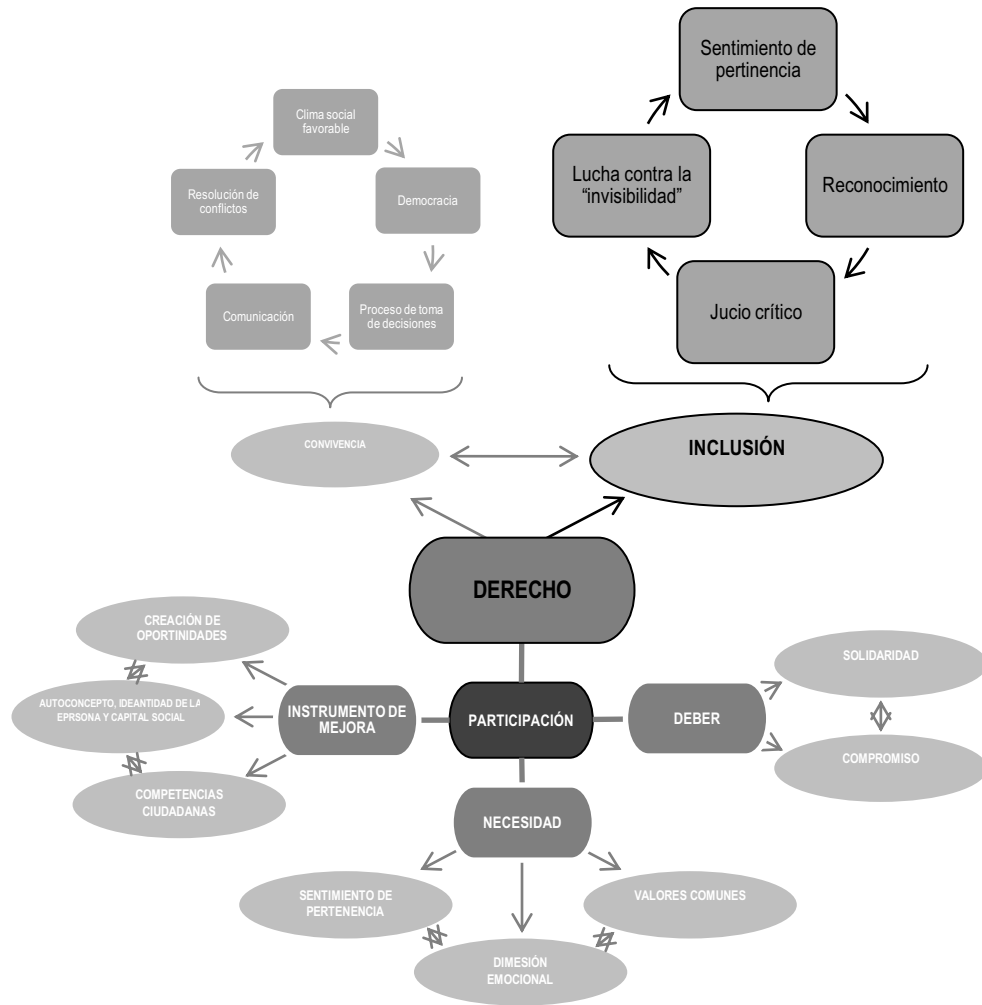 Sentimiento de
pertinencia
Clima social
favorable
Lucha contra la
“invisibilidad”
Reconocimiento
Resolución de
conflictos
Democracia
Jucio crítico
Comunicación
Proceso de toma
de decisiones
CONVIVENCIA
INCLUSIÓN
DERECHO
CREACIÓN DE
OPORTINIDADES
SOLIDARIDAD
AUTOCONCEPTO, IDEANTIDAD DE LA
EPRSONA Y CAPITAL SOCIAL
INSTRUMENTO DE
MEJORA
PARTICIPACIÓN
DEBER
COMPROMISO
COMPETENCIAS
CIUDADANAS
NECESIDAD
SENTIMIENTO DE
PERTENENCIA
VALORES COMUNES
DIMESIÓN
EMOCIONAL